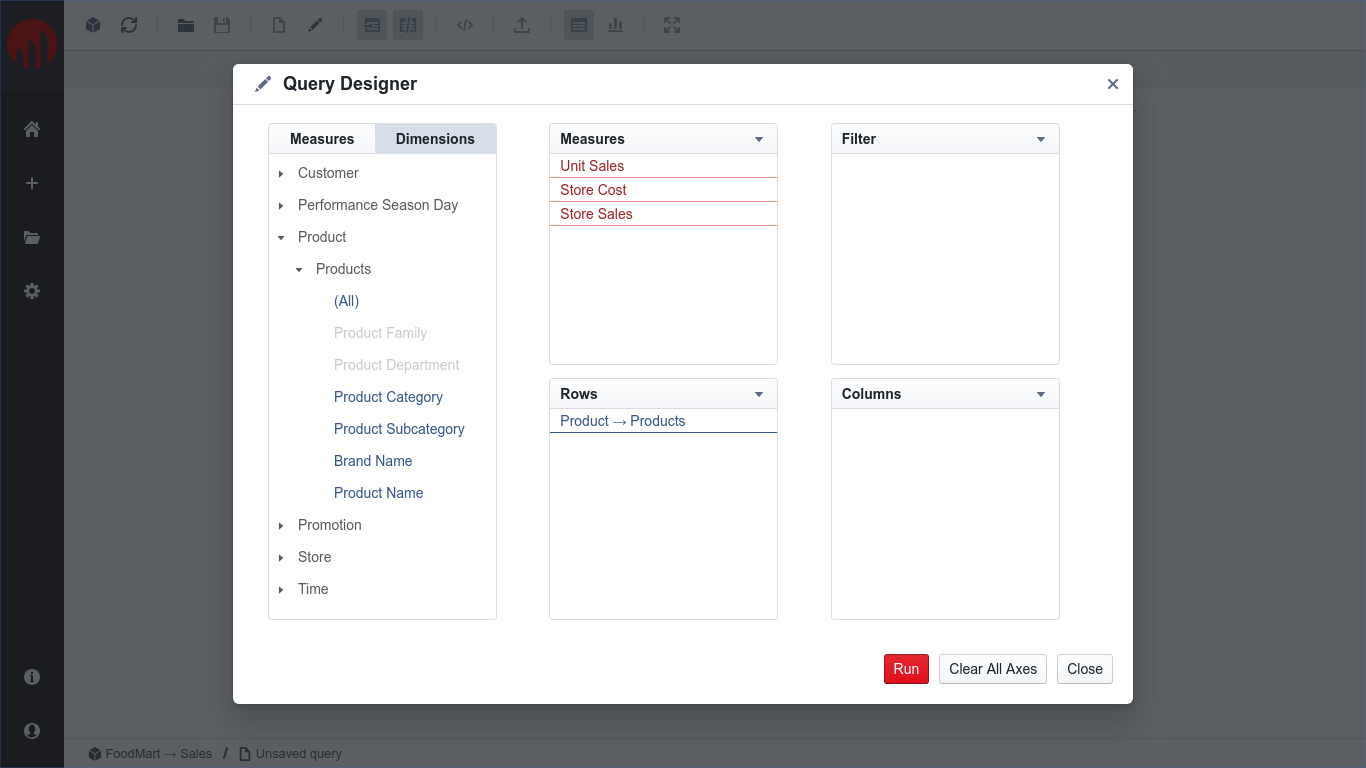 Query Designer
Measures
Dimensions
Customer
Performance Season Day
Product
Products
(All)
Product Family
Product Department
Product Category
Product Subcategory
Brand Name
Product Name
Promotion
Store
Time
Measures
Unit Sales
Store Cost
Store Sales
Filter
Rows
Product → Products
Columns
Run
Clear All Axes
Close
FoodMart → Sales / Unsaved query